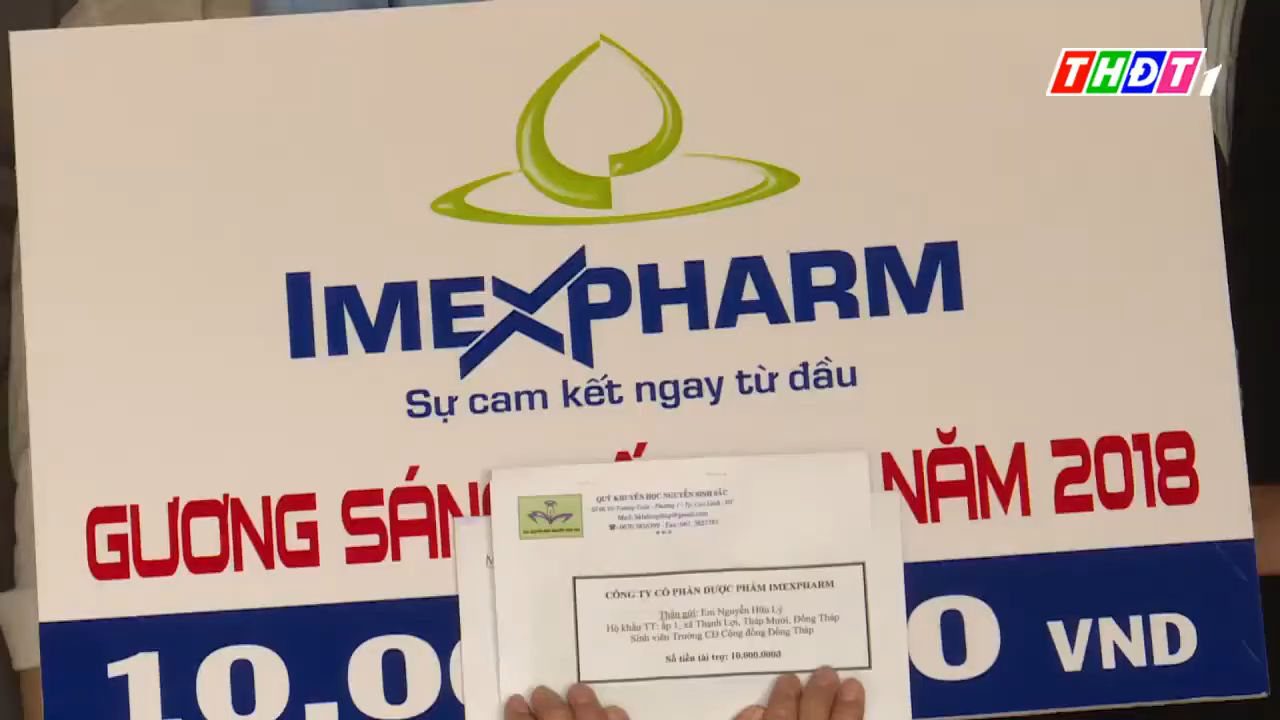 THĐT1
IMEXPHARM
Sự cam kết ngay từ đầu
GƯƠNG SÁNG NĂM 2018
QUỸ KHUYẾN HỌC NGUYỄN SINH SẮC
CÔNG TY CỔ PHẦN DƯỢC PHẨM IMEXPHARM
Thân gửi: Em Nguyễn Hữu Lý
Hộ khẩu TT: ấp 1, xã Thạnh Lợi, Tháp Mười, Đồng Tháp
Sinh viên Trường CĐ Cộng đồng Đồng Tháp
Số tiền tài trợ: 10.000.000đ
10.00 0 VND